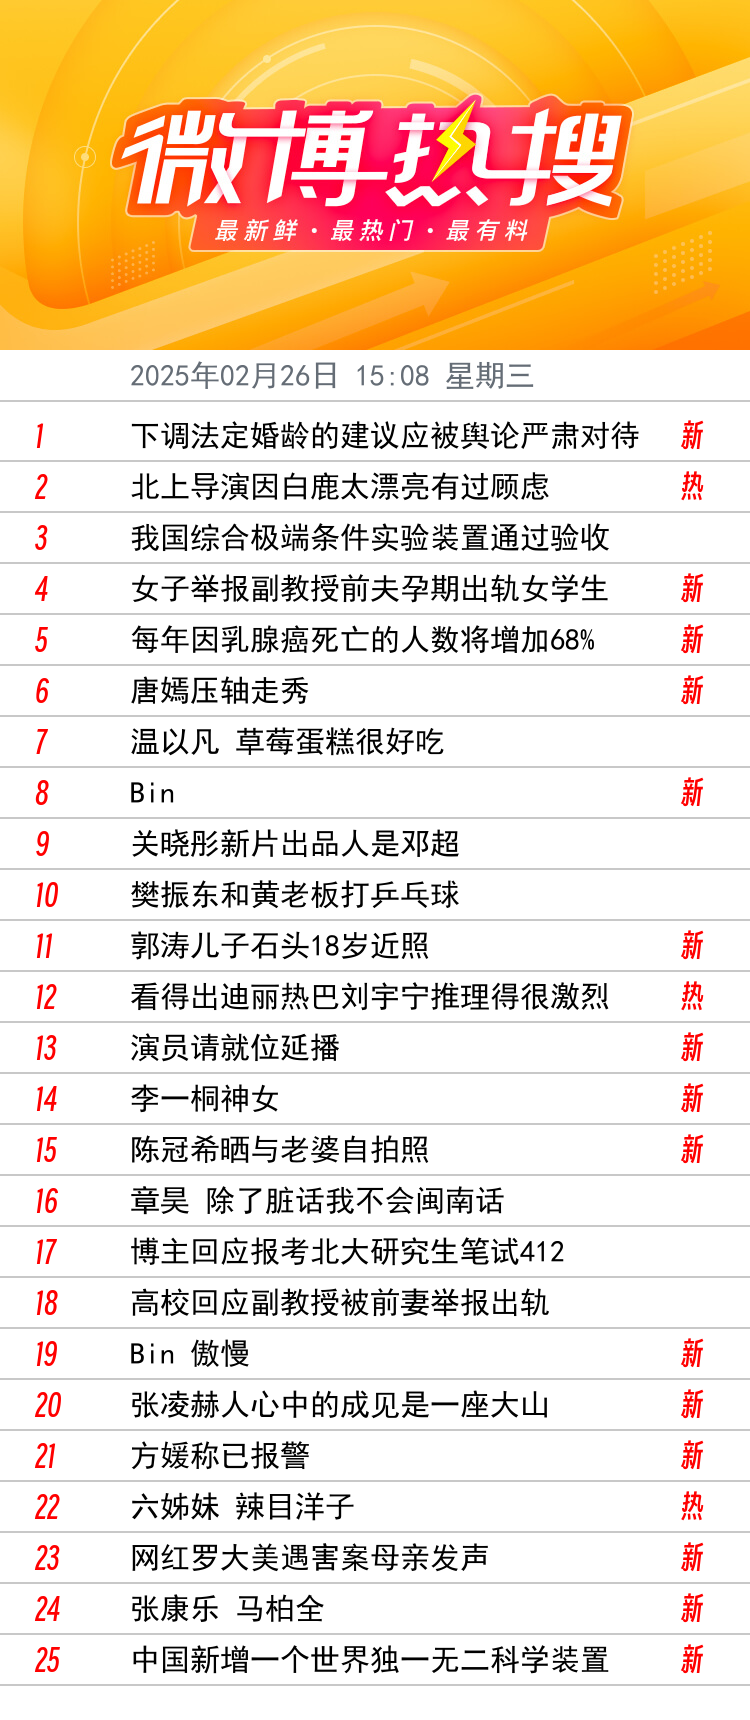 微博热搜
最新鲜·最热门·最有料
2025年02月26日 15:08 星期三
1 下调法定婚龄的建议应被舆论严肃对待 新
2 北上导演因白鹿太漂亮有过顾虑 热
3 我国综合极端条件实验装置通过验收
4 女子举报副教授前夫孕期出轨女学生 新
5 每年因乳腺癌死亡的人数将增加68% 新
6 唐嫣压轴走秀 新
7 温以凡 草莓蛋糕很好吃
8 Bin 新
9 关晓彤新片出品人是邓超
10 樊振东和黄老板打乒乓球
11 郭涛儿子石头18岁近照 新
12 看得出迪丽热巴刘宇宁推理得很激烈 热
13 演员请就位延播 新
14 李一桐神女 新
15 陈冠希晒与老婆自拍照 新
16 章昊 除了脏话我不会闽南话
17 博主回应报考北大研究生笔试412
18 高校回应副教授被前妻举报出轨
19 Bin 傲慢 新
20 张凌赫人心中的成见是一座大山 新
21 方媛称已报警 新
22 六姊妹 辣目洋子 热
23 网红罗大美遇害案母亲发声 新
24 张康乐 马柏全 新
25 中国新增一个世界独一无二科学装置 新